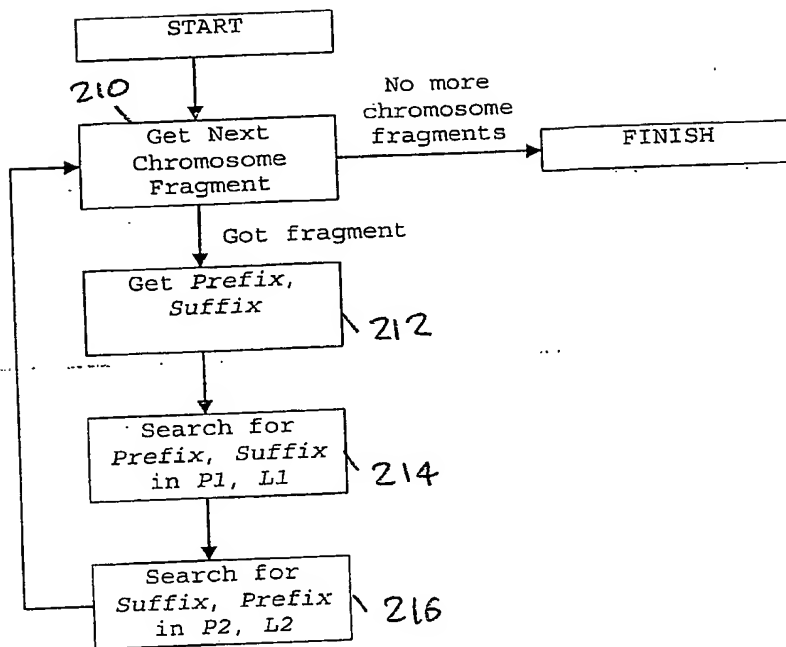 START
210
No more
chromosome
fragments
Get Next
Chromosome
Fragment
FINISH
Got fragment
Get Prefix,
Suffix
212
Search for
Prefix, Suffix
in P1, L1
214
Search for
Suffix, Prefix
in P2, L2
216